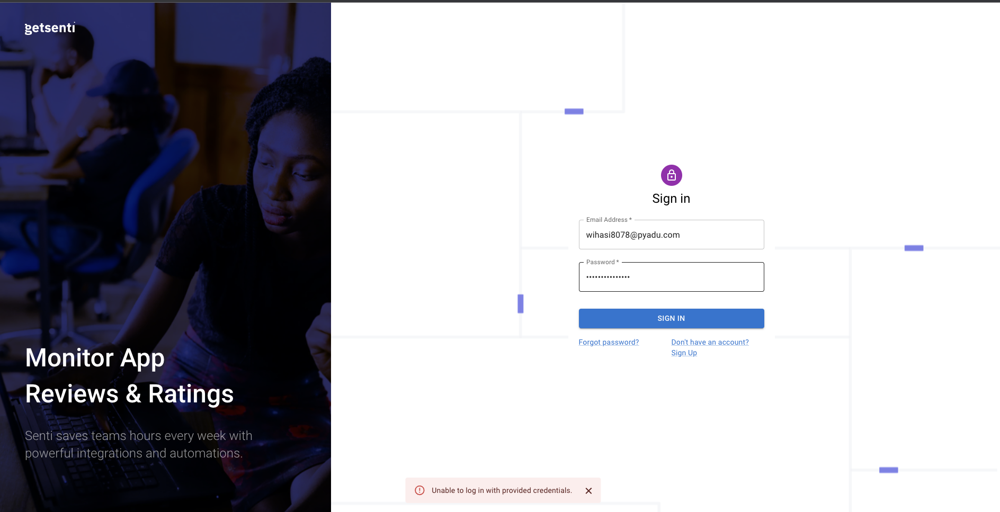 getsenti
Monitor App
Reviews & Ratings
Senti saves teams hours every week with
powerful integrations and automations.
Sign in
Email Address *
wihasi8078@pyadu.com
Password *
•••••••••••••••
SIGN IN
Forgot password?
Don't have an account?
Sign Up
Unable to log in with provided credentials.